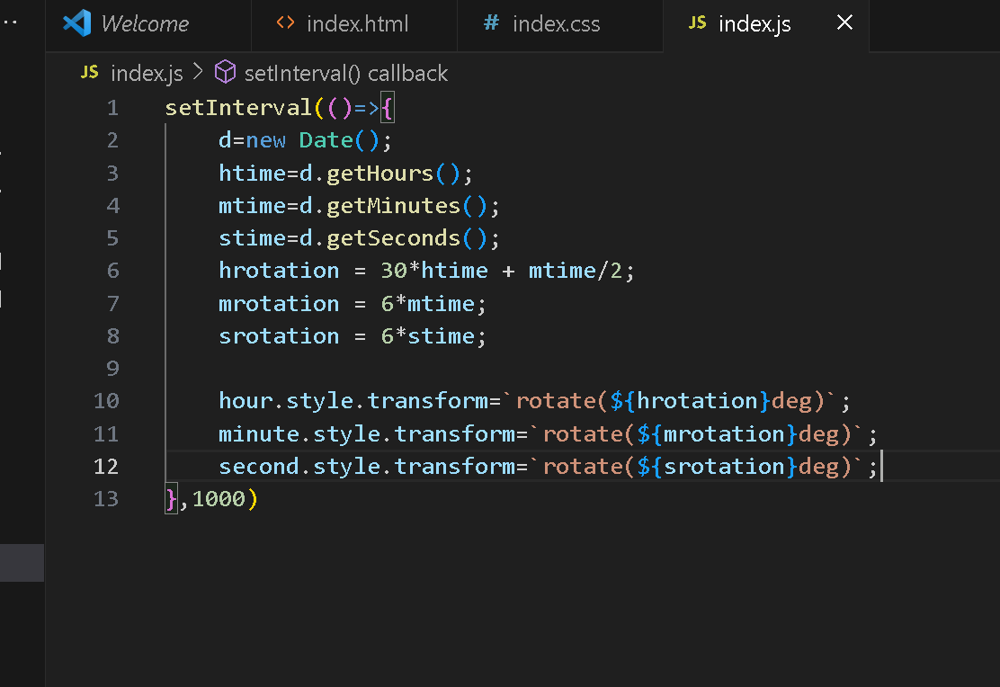 Welcome index.html # index.css JS index.js
JS index.js > setInterval() callback
1 setInterval(()=>{
2 d=new Date();
3 htime=d.getHours();
4 mtime=d.getMinutes();
5 stime=d.getSeconds();
6 hrotation = 30*htime + mtime/2;
7 mrotation = 6*mtime;
8 srotation = 6*stime;
9
10 hour.style.transform=`rotate(${hrotation}deg)`;
11 minute.style.transform=`rotate(${mrotation}deg)`;
12 second.style.transform=`rotate(${srotation}deg)`;
13 },1000)